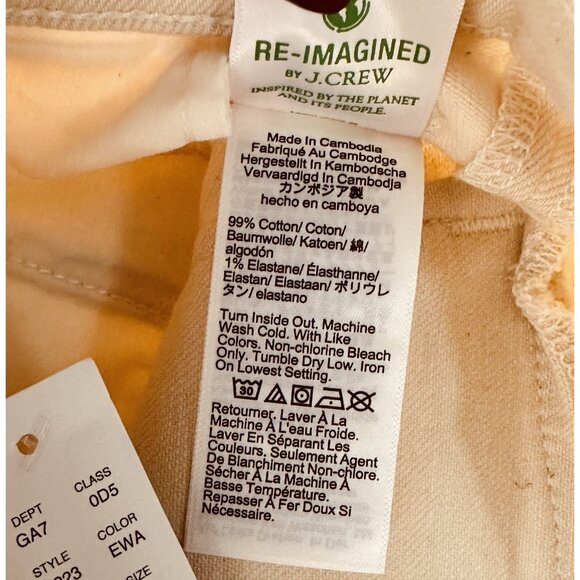 RE-IMAGINED
BY J.CREW
INSPIRED BY THE PLANET
AND ITS PEOPLE.
Made In Cambodia
Fabriqué Au Cambodge
Hergestellt In Kambodscha
Vervaardigd In Cambodja
カンボジア製
hecho en camboya
99% Cotton/ Coton/
Baumwolle/ Katoen/ 綿/
algodón
1% Elastane/ Élasthanne/
Elastan/ Elastaan/ ポリウレ
タン/ elastano
Turn Inside Out. Machine
Wash Cold. With Like
Colors. Non-chlorine Bleach
Only. Tumble Dry Low. Iron
On Lowest Setting.
30
Retourner. Laver À La
Machine À L'eau Froide.
Laver En Séparant Les
Couleurs. Seulement Agent
De Blanchiment Non-chlore.
Sécher À La Machine À
Basse Température.
Repasser À Fer Doux Si
Nécessaire.
DEPT CLASS
GA7 0D5
STYLE COLOR
EWA
SIZE